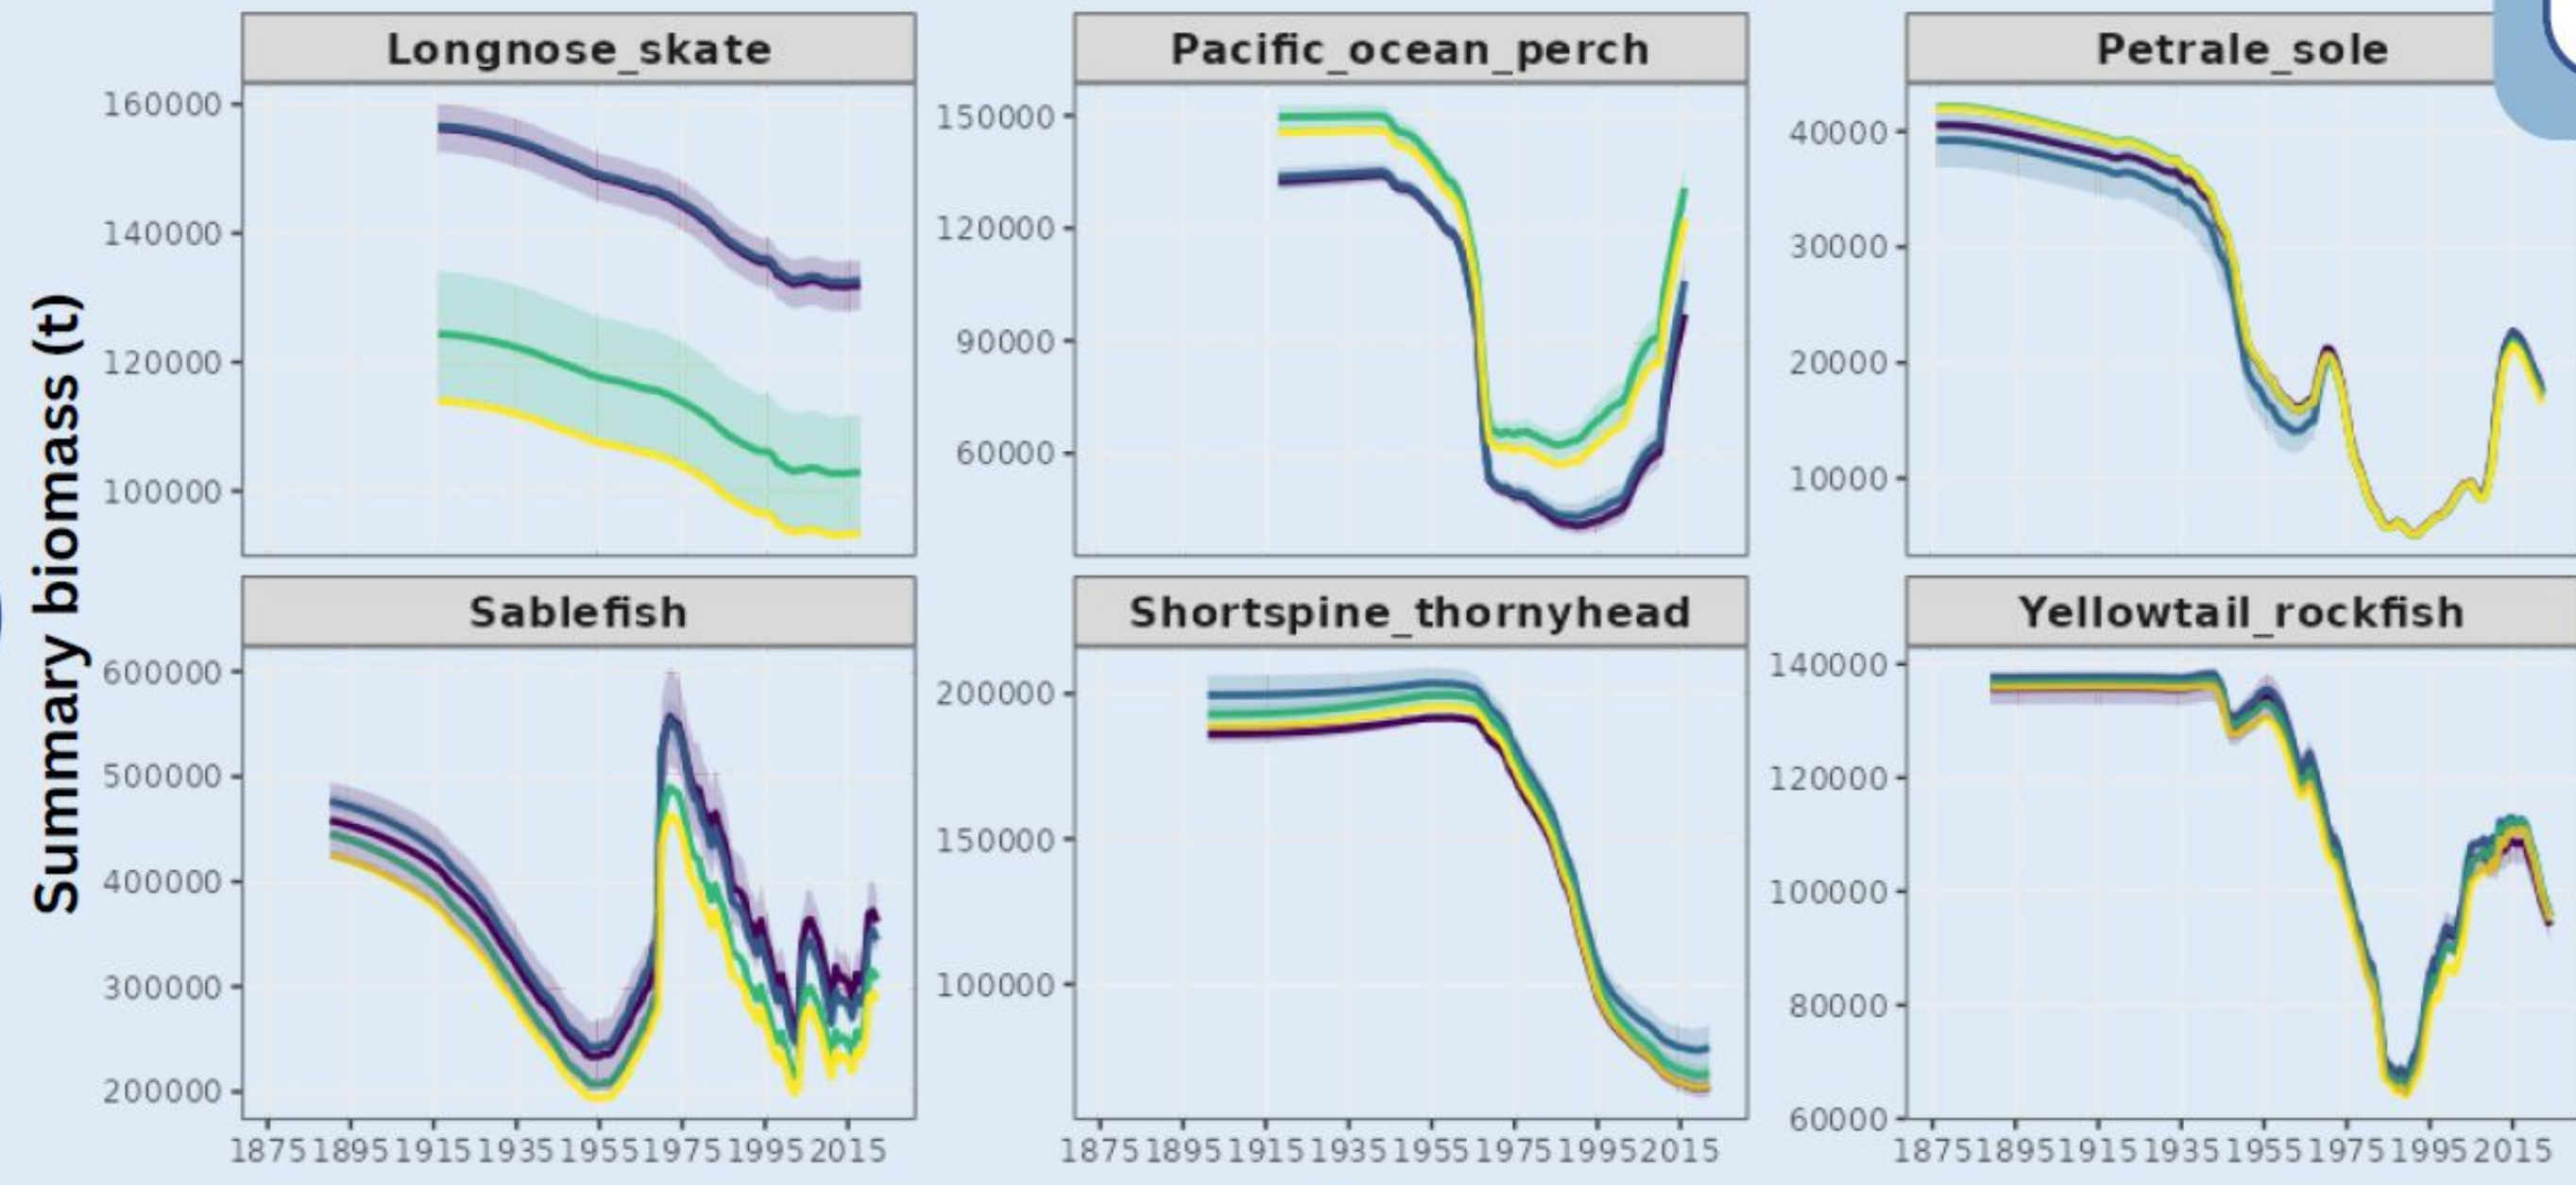 Summary biomass (t)
Longnose_skate
160000
140000
120000
100000
Pacific_ocean_perch
150000
120000
90000
60000
Petrale_sole
40000
30000
20000
10000
Sablefish
600000
500000
400000
300000
200000
1875 1895 1915 1935 1955 1975 1995 2015
Shortspine_thornyhead
200000
150000
100000
1875 1895 1915 1935 1955 1975 1995 2015
Yellowtail_rockfish
140000
120000
100000
80000
60000
1875 1895 1915 1935 1955 1975 1995 2015